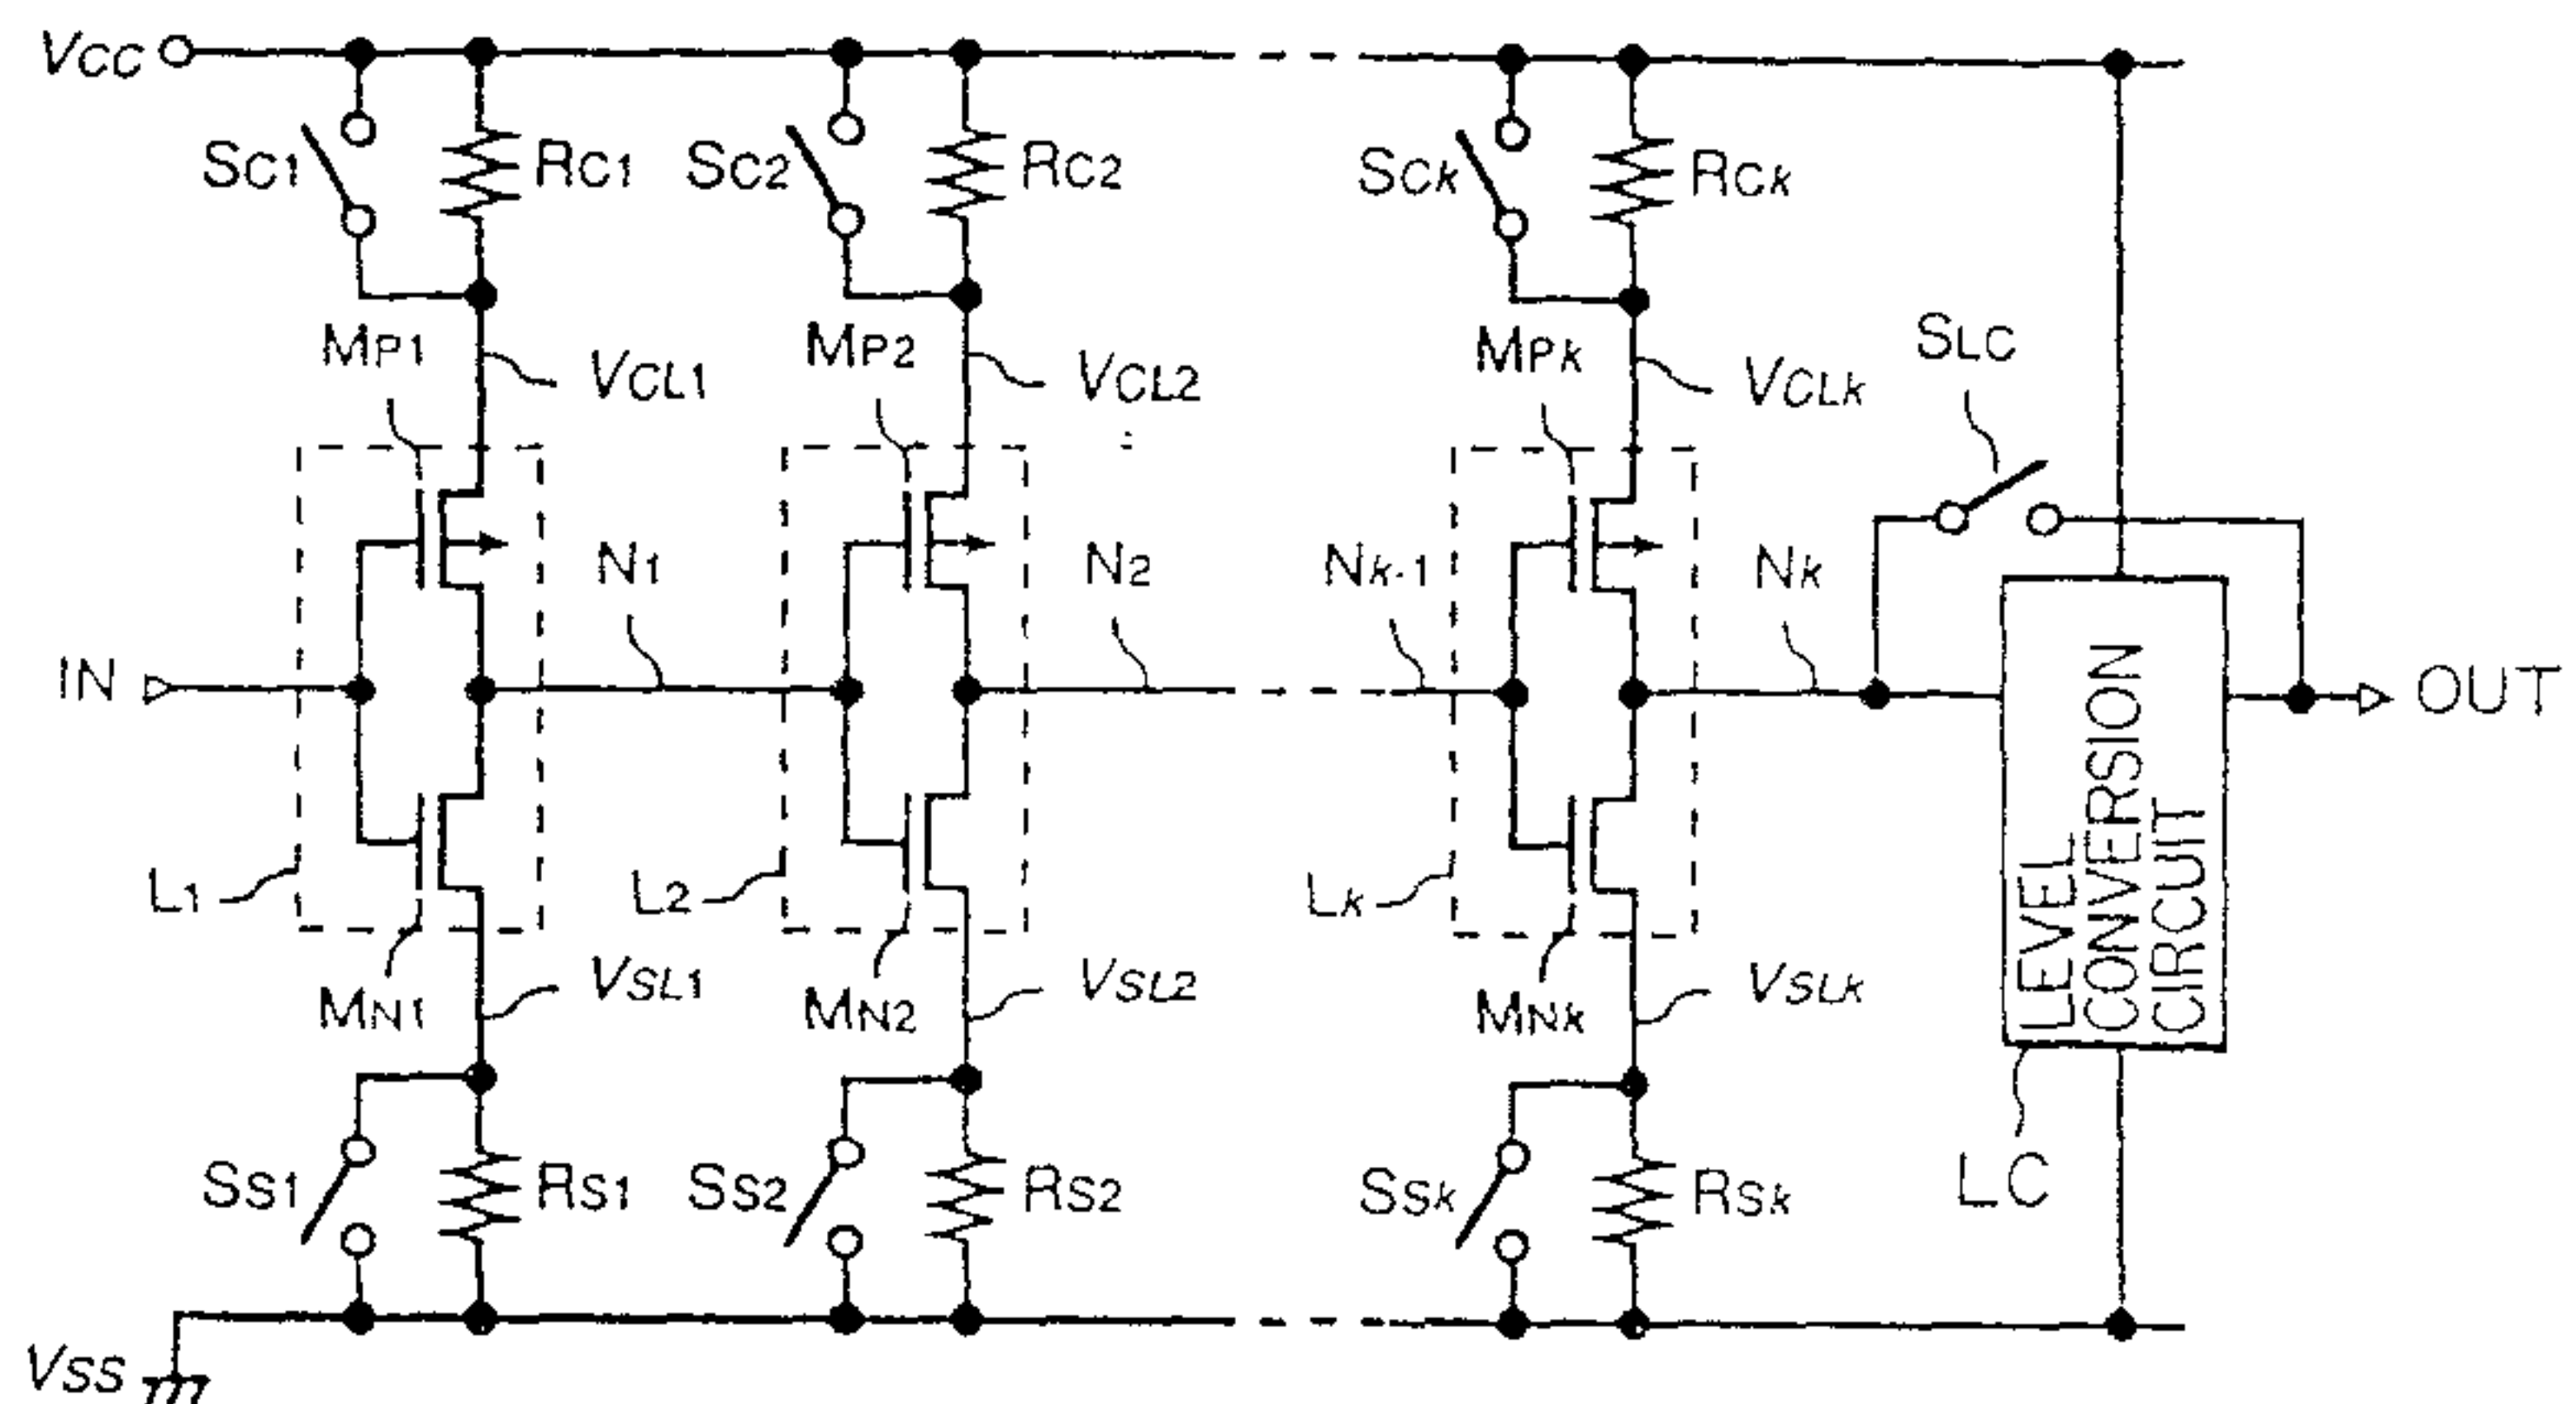 VCC
SC1 RC1 SC2 RC2 SCk RCk
MP1 VCL1 MP2 VCL2 MPk VCLk SLC
IN N1 N2 Nk-1 Nk OUT
LEVEL
CONVERSION
CIRCUIT
L1 L2 Lk
MN1 VSL1 MN2 VSL2 MNk VSLk
SS1 RS1 SS2 RS2 SSk RSk LC
VSS